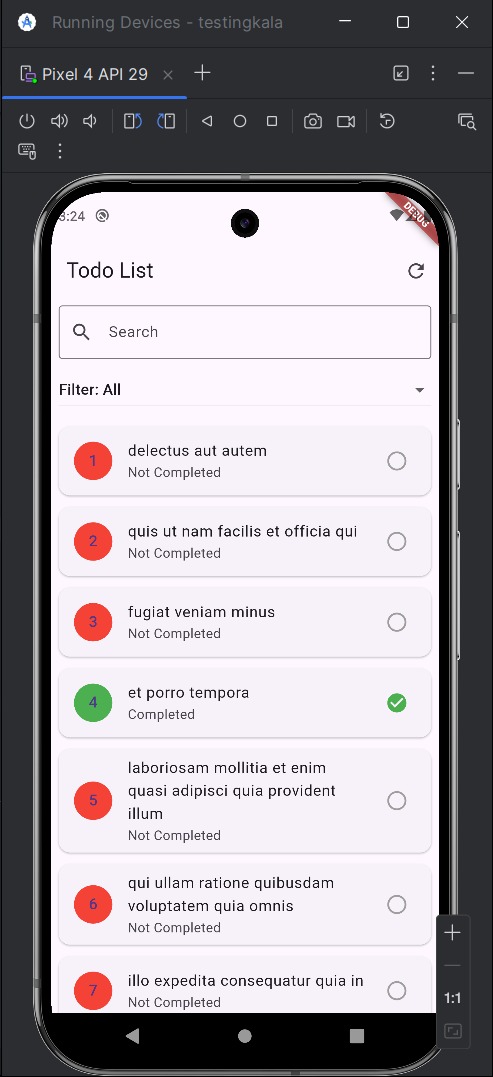 Running Devices - testingkala
Pixel 4 API 29
3:24
DEBUG
Todo List
Search
Filter: All
1
delectus aut autem
Not Completed
2
quis ut nam facilis et officia qui
Not Completed
3
fugiat veniam minus
Not Completed
4
et porro tempora
Completed
5
laboriosam mollitia et enim
quasi adipisci quia provident
illum
Not Completed
6
qui ullam ratione quibusdam
voluptatem quia omnis
Not Completed
7
illo expedita consequatur quia in
Not Completed
1:1